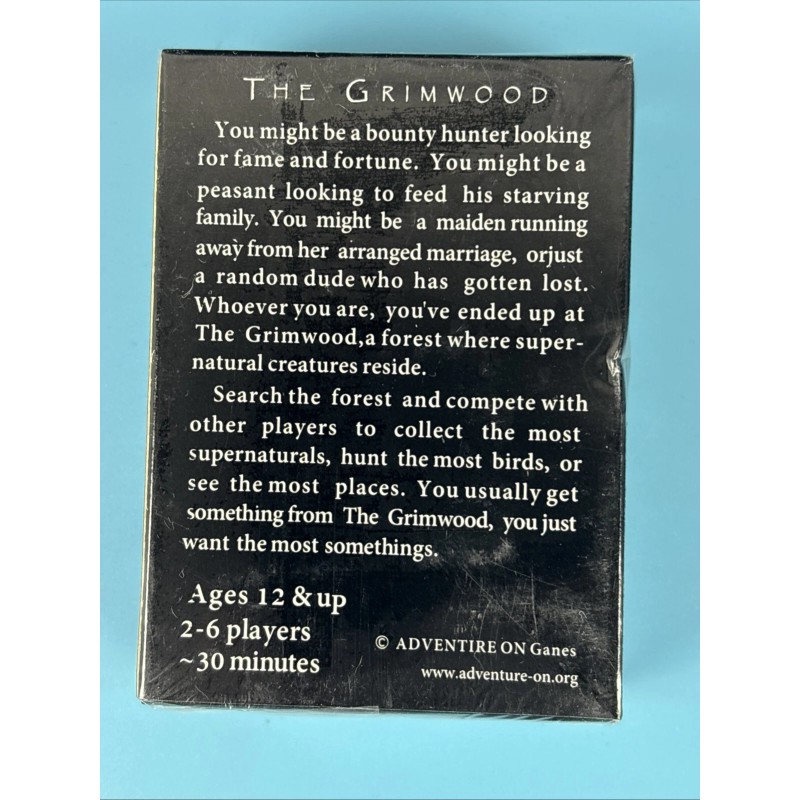 THE GRIMWOOD
You might be a bounty hunter looking
for fame and fortune. You might be a
peasant looking to feed his starving
family. You might be a maiden running
away from her arranged marriage, orjust
a random dude who has gotten lost.
Whoever you are, you've ended up at
The Grimwood,a forest where super-
natural creatures reside.
Search the forest and compete with
other players to collect the most
supernaturals, hunt the most birds, or
see the most places. You usually get
something from The Grimwood, you just
want the most somethings.
Ages 12 & up
2-6 players
~30 minutes
© ADVENTIRE ON Ganes
www.adventure-on.org